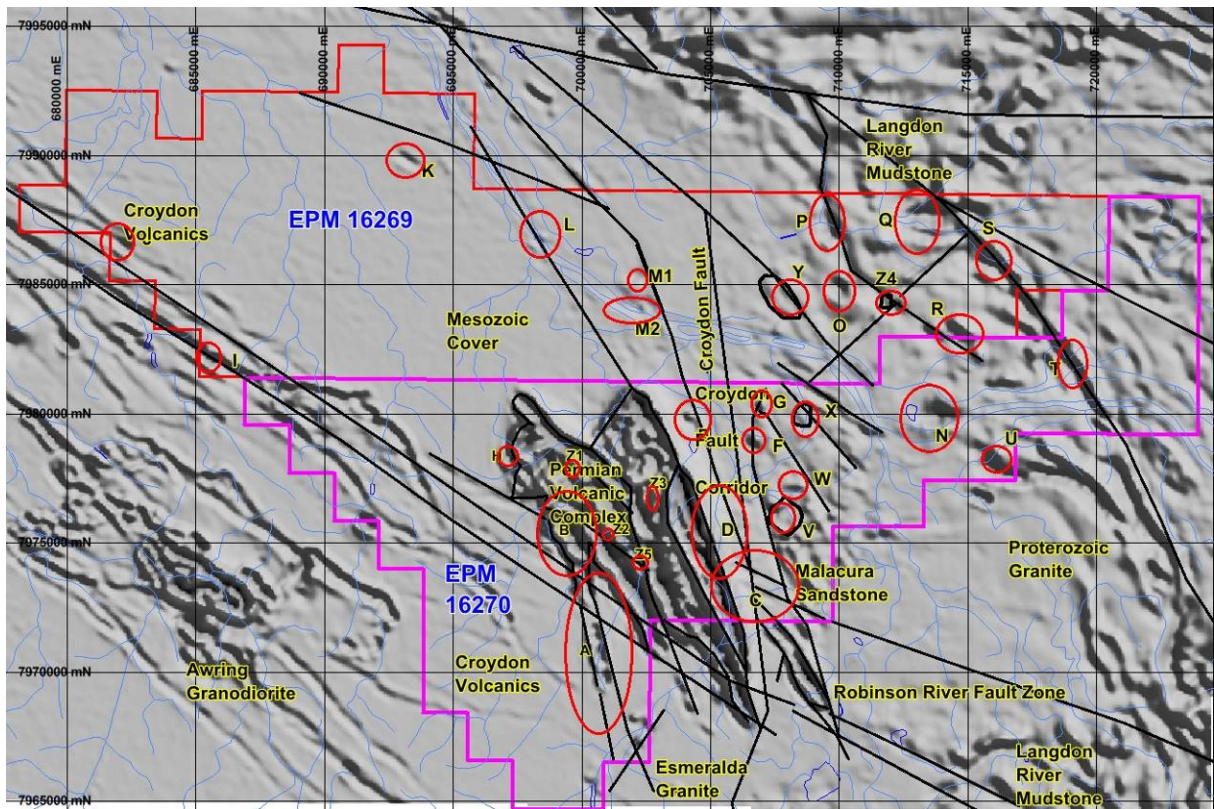 7995000 mN
680000 mE
685000 mE
690000 mE
695000 mE
700000 mE
705000 mE
710000 mE
715000 mE
720000 mE
Langdon
River
Mudstone
7990000 mN
K
Croydon
Volcanics
EPM 16269
L
P
Q
S
7985000 mN
M1
M2
Croydon Fault
Y
O
Z4
R
T
Mesozoic
Cover
I
7980000 mN
Croydon
Fault
Corridor
G
X
F
N
U
H
Z1
Permian
Volcanic
Complex
Z3
W
B
Z2
D
V
7975000 mN
Z5
EPM
16270
C
Malacura
Sandstone
Proterozoic
Granite
A
7970000 mN
Awring
Granodiorite
Croydon
Volcanics
Robinson River Fault Zone
Esmeralda
Granite
Langdon
River
Mudstone
7965000 mN